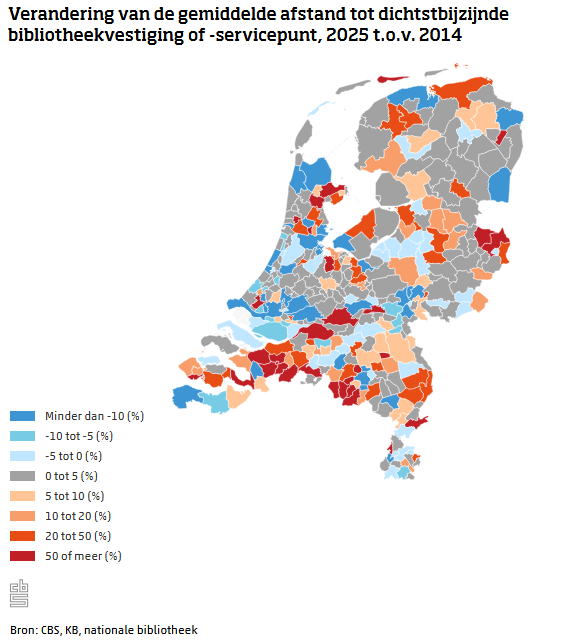 Verandering van de gemiddelde afstand tot dichtstbijzijnde
bibliotheekvestiging of -servicepunt, 2025 t.o.v. 2014
Minder dan -10 (%)
-10 tot -5 (%)
-5 tot 0 (%)
0 tot 5 (%)
5 tot 10 (%)
10 tot 20 (%)
20 tot 50 (%)
50 of meer (%)
cbs
Bron: CBS, KB, nationale bibliotheek